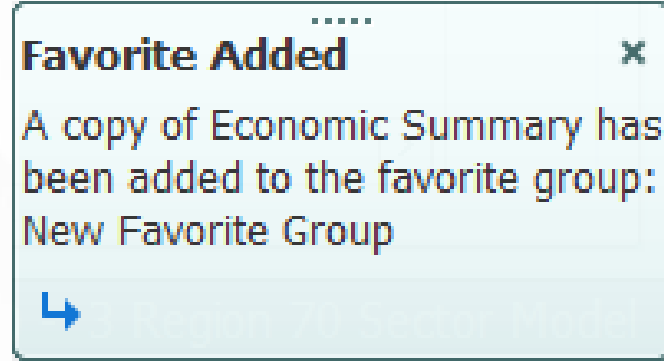 Favorite Added
A copy of Economic Summary has
been added to the favorite group:
New Favorite Group
3 Region 70 Sector Model